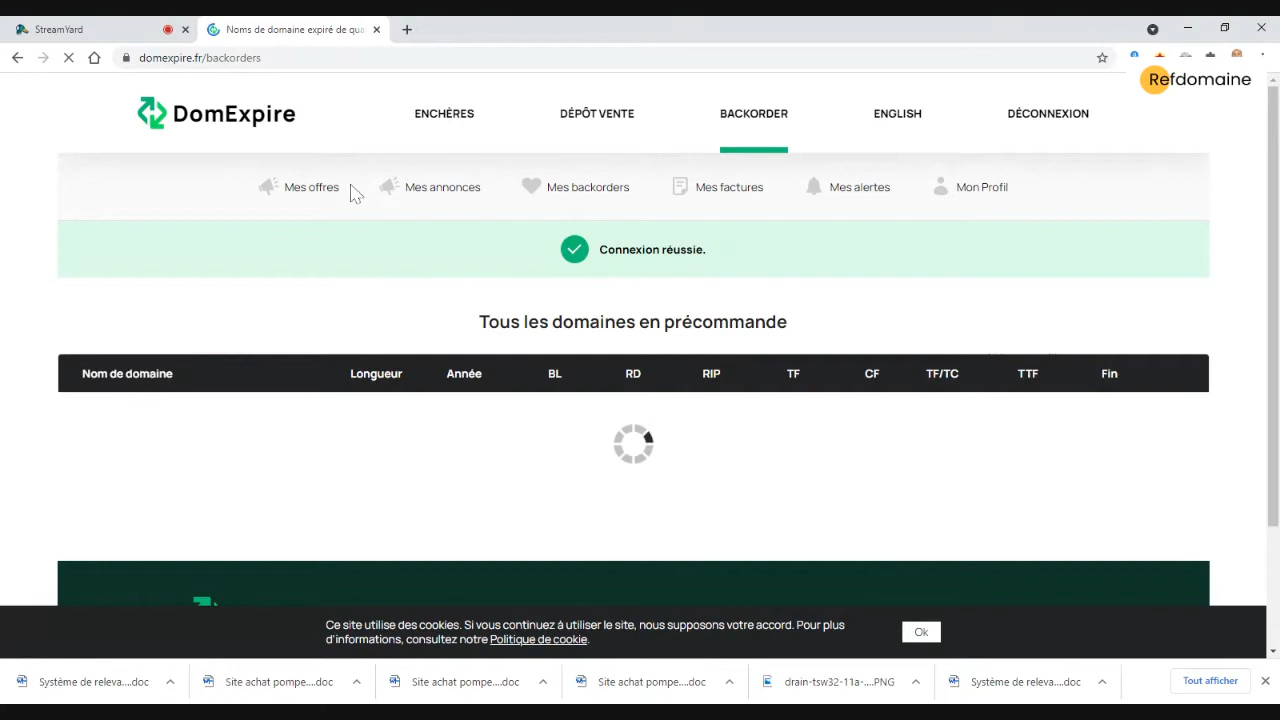 StreamYard
Noms de domaine expiré de qua
domexpire.fr/backorders
Refdomaine
DomExpire
ENCHÈRES
DÉPÔT VENTE
BACKORDER
ENGLISH
DÉCONNEXION
Mes offres
Mes annonces
Mes backorders
Mes factures
Mes alertes
Mon Profil
Connexion réussie.
Tous les domaines en précommande
Nom de domaine
Longueur
Année
BL
RD
RIP
TF
CF
TF/TC
TTF
Fin
Ce site utilise des cookies. Si vous continuez à utiliser le site, nous supposons votre accord. Pour plus
d'informations, consultez notre Politique de cookie.
Ok
Système de releva....doc
Site achat pompe....doc
Site achat pompe....doc
Site achat pompe....doc
drain-tsw32-11a-....PNG
Système de releva....doc
Tout afficher